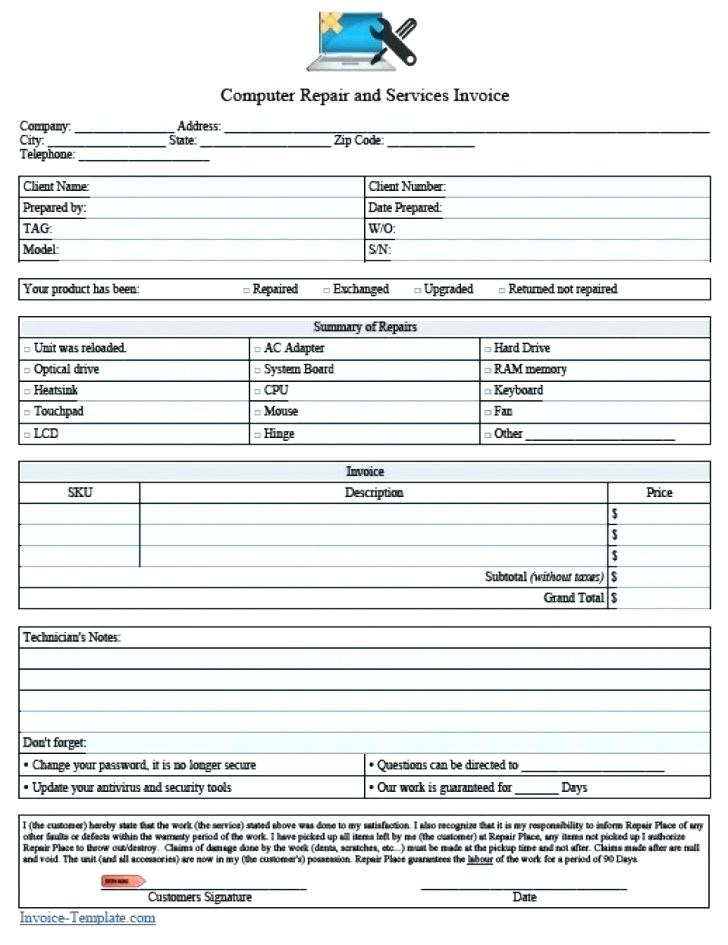 Computer Repair and Services Invoice
Company: ____________________ Address: ____________________
City: ____________________ State: ____________________ Zip Code: ____________________
Telephone: ____________________
Client Name: Client Number:
Prepared by: Date Prepared:
TAG: W/O:
Model: S/N:
Your product has been: □ Repaired □ Exchanged □ Upgraded □ Returned not repaired
Summary of Repairs
□ Unit was reloaded. □ AC Adapter □ Hard Drive
□ Optical drive □ System Board □ RAM memory
□ Heatsink □ CPU □ Keyboard
□ Touchpad □ Mouse □ Fan
□ LCD □ Hinge □ Other ____________________
Invoice
SKU Description Price
$
$
$
Subtotal (without taxes) $
Grand Total $
Technician's Notes:
Don't forget:
• Change your password, it is no longer secure • Questions can be directed to ____________________
• Update your antivirus and security tools • Our work is guaranteed for _______ Days
I (the customer) hereby state that the work (the service) stated above was done to my satisfaction. I also recognize that it is my responsibility to inform Repair Place of any
other faults or defects within the warranty period of the work. I have picked up all items left by me (the customer) at Repair Place, any items not picked up I authorize
Repair Place to throw out/destroy. Claims of damage done by the work (dents, scratches, etc...) must be made at the pickup time and not after. Claims made after are null
and void. The unit (and all accessories) are now in my (the customer's) possession. Repair Place guarantees the labour of the work for a period of 90 Days.
Customers Signature Date
Invoice-Template.com